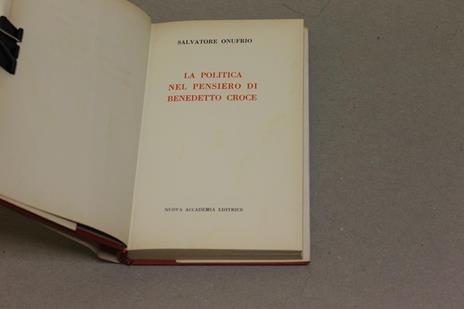 SALVATORE ONUFRIO
LA POLITICA
NEL PENSIERO DI
BENEDETTO CROCE
NUOVA ACCADEMIA EDITRICE